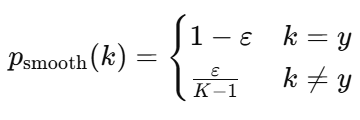 p_smooth(k) = { 1 − ε   k = y
ε/(K−1)   k ≠ y